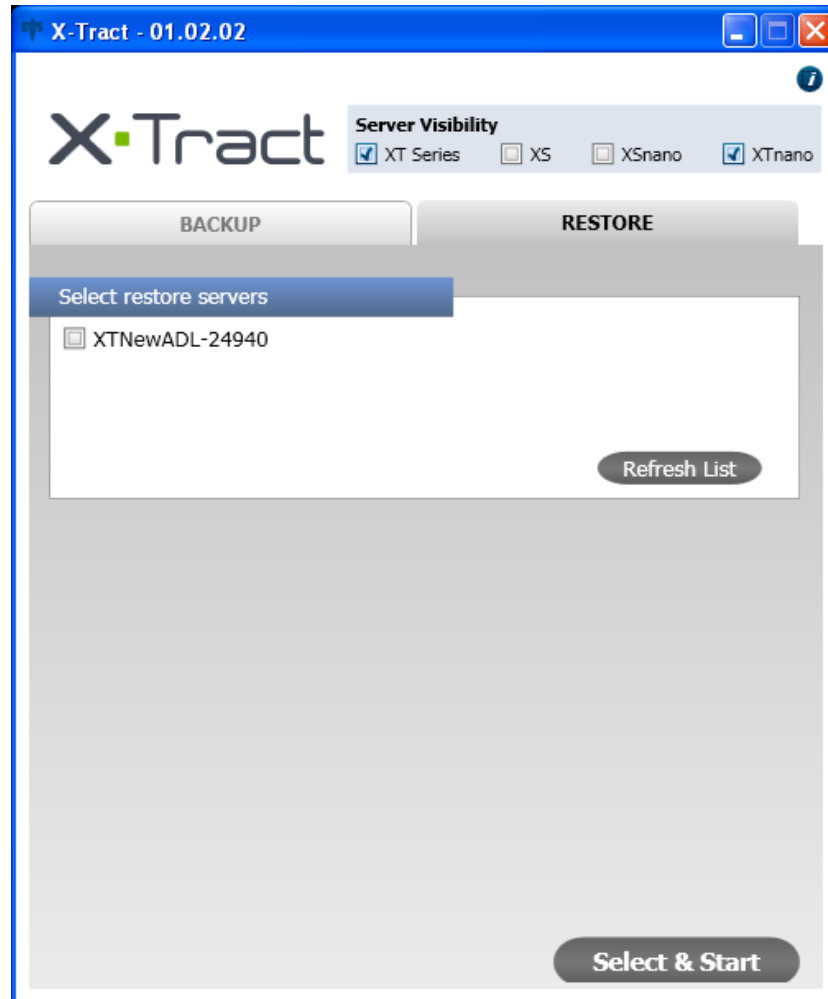 X-Tract - 01.02.02
i
X-Tract
Server Visibility
XT Series XS XSnano XTnano
BACKUP RESTORE
Select restore servers
XTNewADL-24940
Refresh List
Select & Start